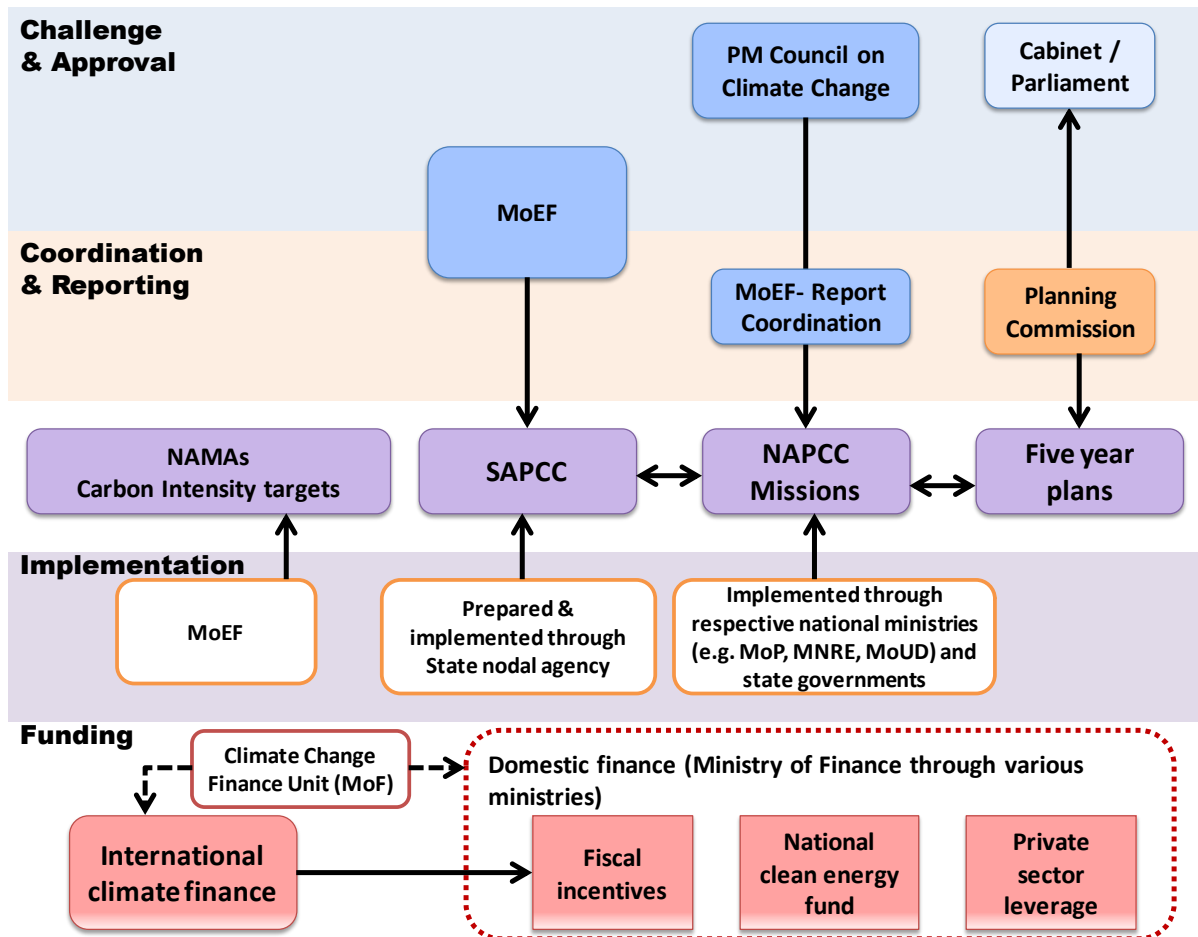 Challenge
& Approval
PM Council on
Climate Change
Cabinet /
Parliament
MoEF
Coordination
& Reporting
MoEF- Report
Coordination
Planning
Commission
NAMAs
Carbon Intensity targets
SAPCC
NAPCC
Missions
Five year
plans
Implementation
MoEF
Prepared &
implemented through
State nodal agency
Implemented through
respective national ministries
(e.g. MoP, MNRE, MoUD) and
state governments
Funding
Climate Change
Finance Unit (MoF)
Domestic finance (Ministry of Finance through various
ministries)
International
climate finance
Fiscal
incentives
National
clean energy
fund
Private
sector
leverage